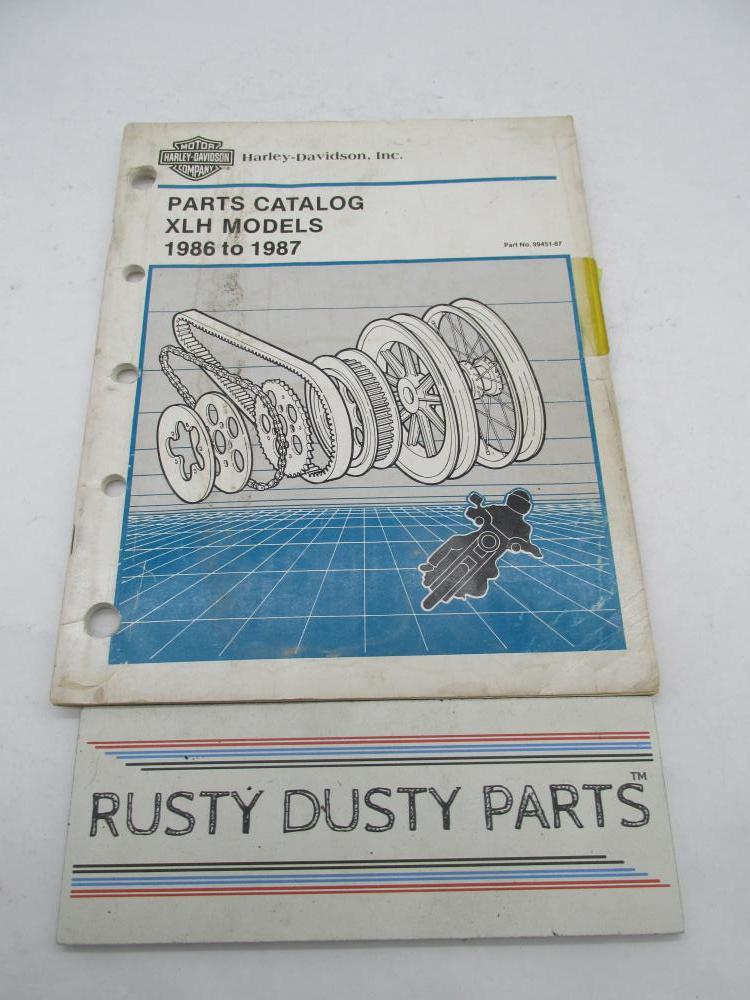 MOTOR
HARLEY-DAVIDSON
COMPANY
Harley-Davidson, Inc.
PARTS CATALOG
XLH MODELS
1986 to 1987
Part No. 99451-87
RUSTY DUSTY PARTS™